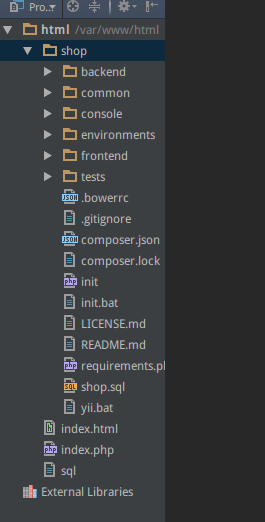 Pro..
html /var/www/html
shop
backend
common
console
environments
frontend
tests
.bowerrc
.gitignore
composer.json
composer.lock
init
init.bat
LICENSE.md
README.md
requirements.pl
shop.sql
yii.bat
index.html
index.php
sql
External Libraries